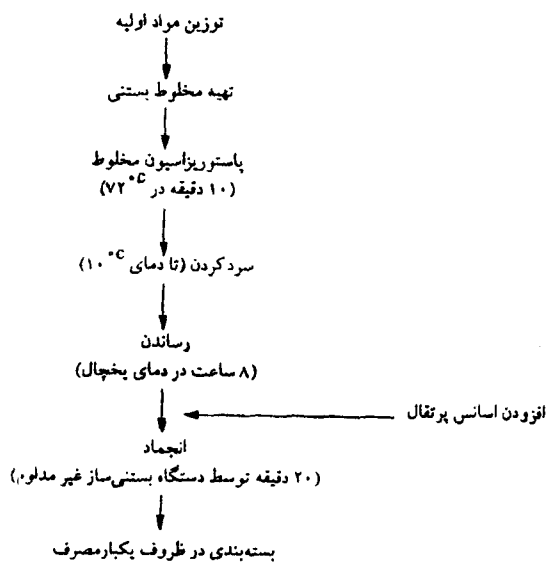 توزین مواد اولیه
تهیه مخلوط بستنی
پاستوریزاسیون مخلوط
(۱۰ دقیقه در ۷۲°C)
سرد کردن (تا دمای ۱۰°C)
رساندن
(۸ ساعت در دمای یخچال)
افزودن اسانس پرتقال
انجماد
(۲۰ دقیقه توسط دستگاه بستنی‌ساز غیر مداوم)
بسته‌بندی در ظروف یکبارمصرف